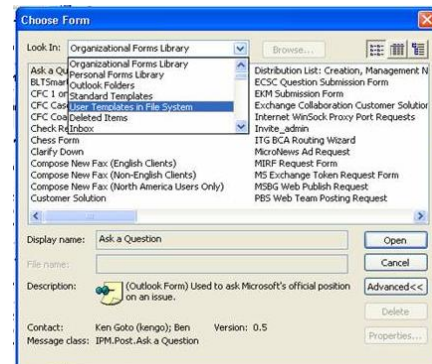 Choose Form
Look In: Organizational Forms Library
Browse...
Organizational Forms Library
Personal Forms Library
Outlook Folders
Standard Templates
User Templates in File System
Deleted Items
Inbox
Ask a Qu
BLTSmart
CFC 1 or
CFC Cas
CFC Coa
Check Re
Chess Form
Clarify Down
Compose New Fax (English Clients)
Compose New Fax (Non-English Clients)
Compose New Fax (North America Users Only)
Customer Solution
Distribution List: Creation, Management N
ECSC Question Submission Form
EKM Submission Form
Exchange Collaboration Customer Solution
Internet WinSock Proxy Port Requests
Invite_admin
ITG BCA Routing Wizard
MicroNews Ad Request
MIRF Request Form
MS Exchange Token Request Form
MSBG Web Publish Request
PBS Web Team Posting Request
Display name: Ask a Question
Open
File name:
Cancel
Description: (Outlook Form) Used to ask Microsoft's official position
on an issue.
Advanced<<
Delete
Contact: Ken Goto (kengo); Ben Version: 0.5
Message class: IPM.Post.Ask a Question
Properties...